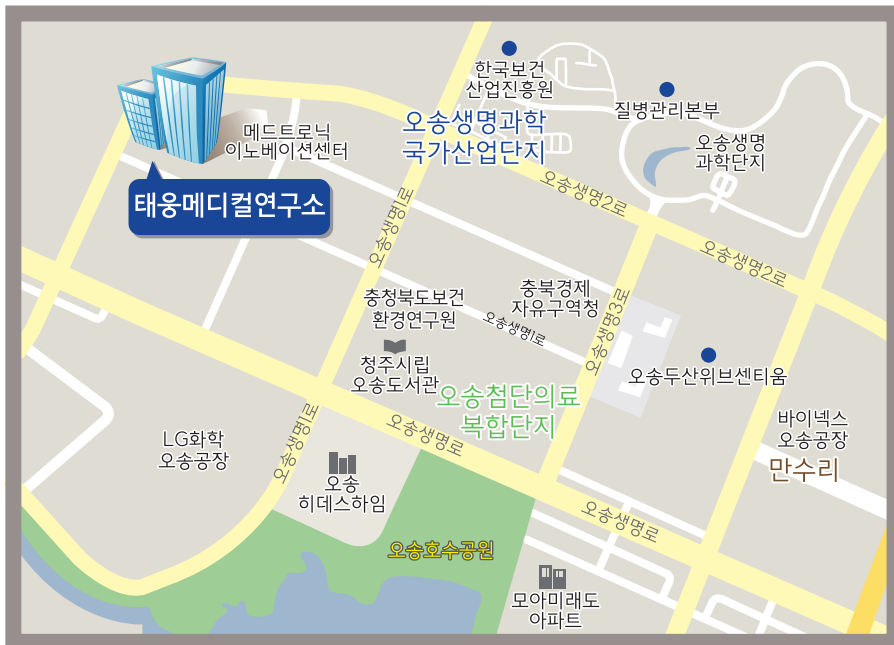 한국보건
산업진흥원
질병관리본부
메드트로닉
이노베이션센터
오송생명과학
국가산업단지
오송생명
과학단지
태웅메디컬연구소
오송생명1로
오송생명2로
오송생명2로
충청북도보건
환경연구원
충북경제
자유구역청
오송생명1로
오송생명3로
청주시립
오송도서관
오송두산위브센티움
오송첨단의료
복합단지
바이넥스
오송공장
만수리
LG화학
오송공장
오송생명1로
오송생명로
오송
히데스하임
오송생명로
오송호수공원
모아미래도
아파트